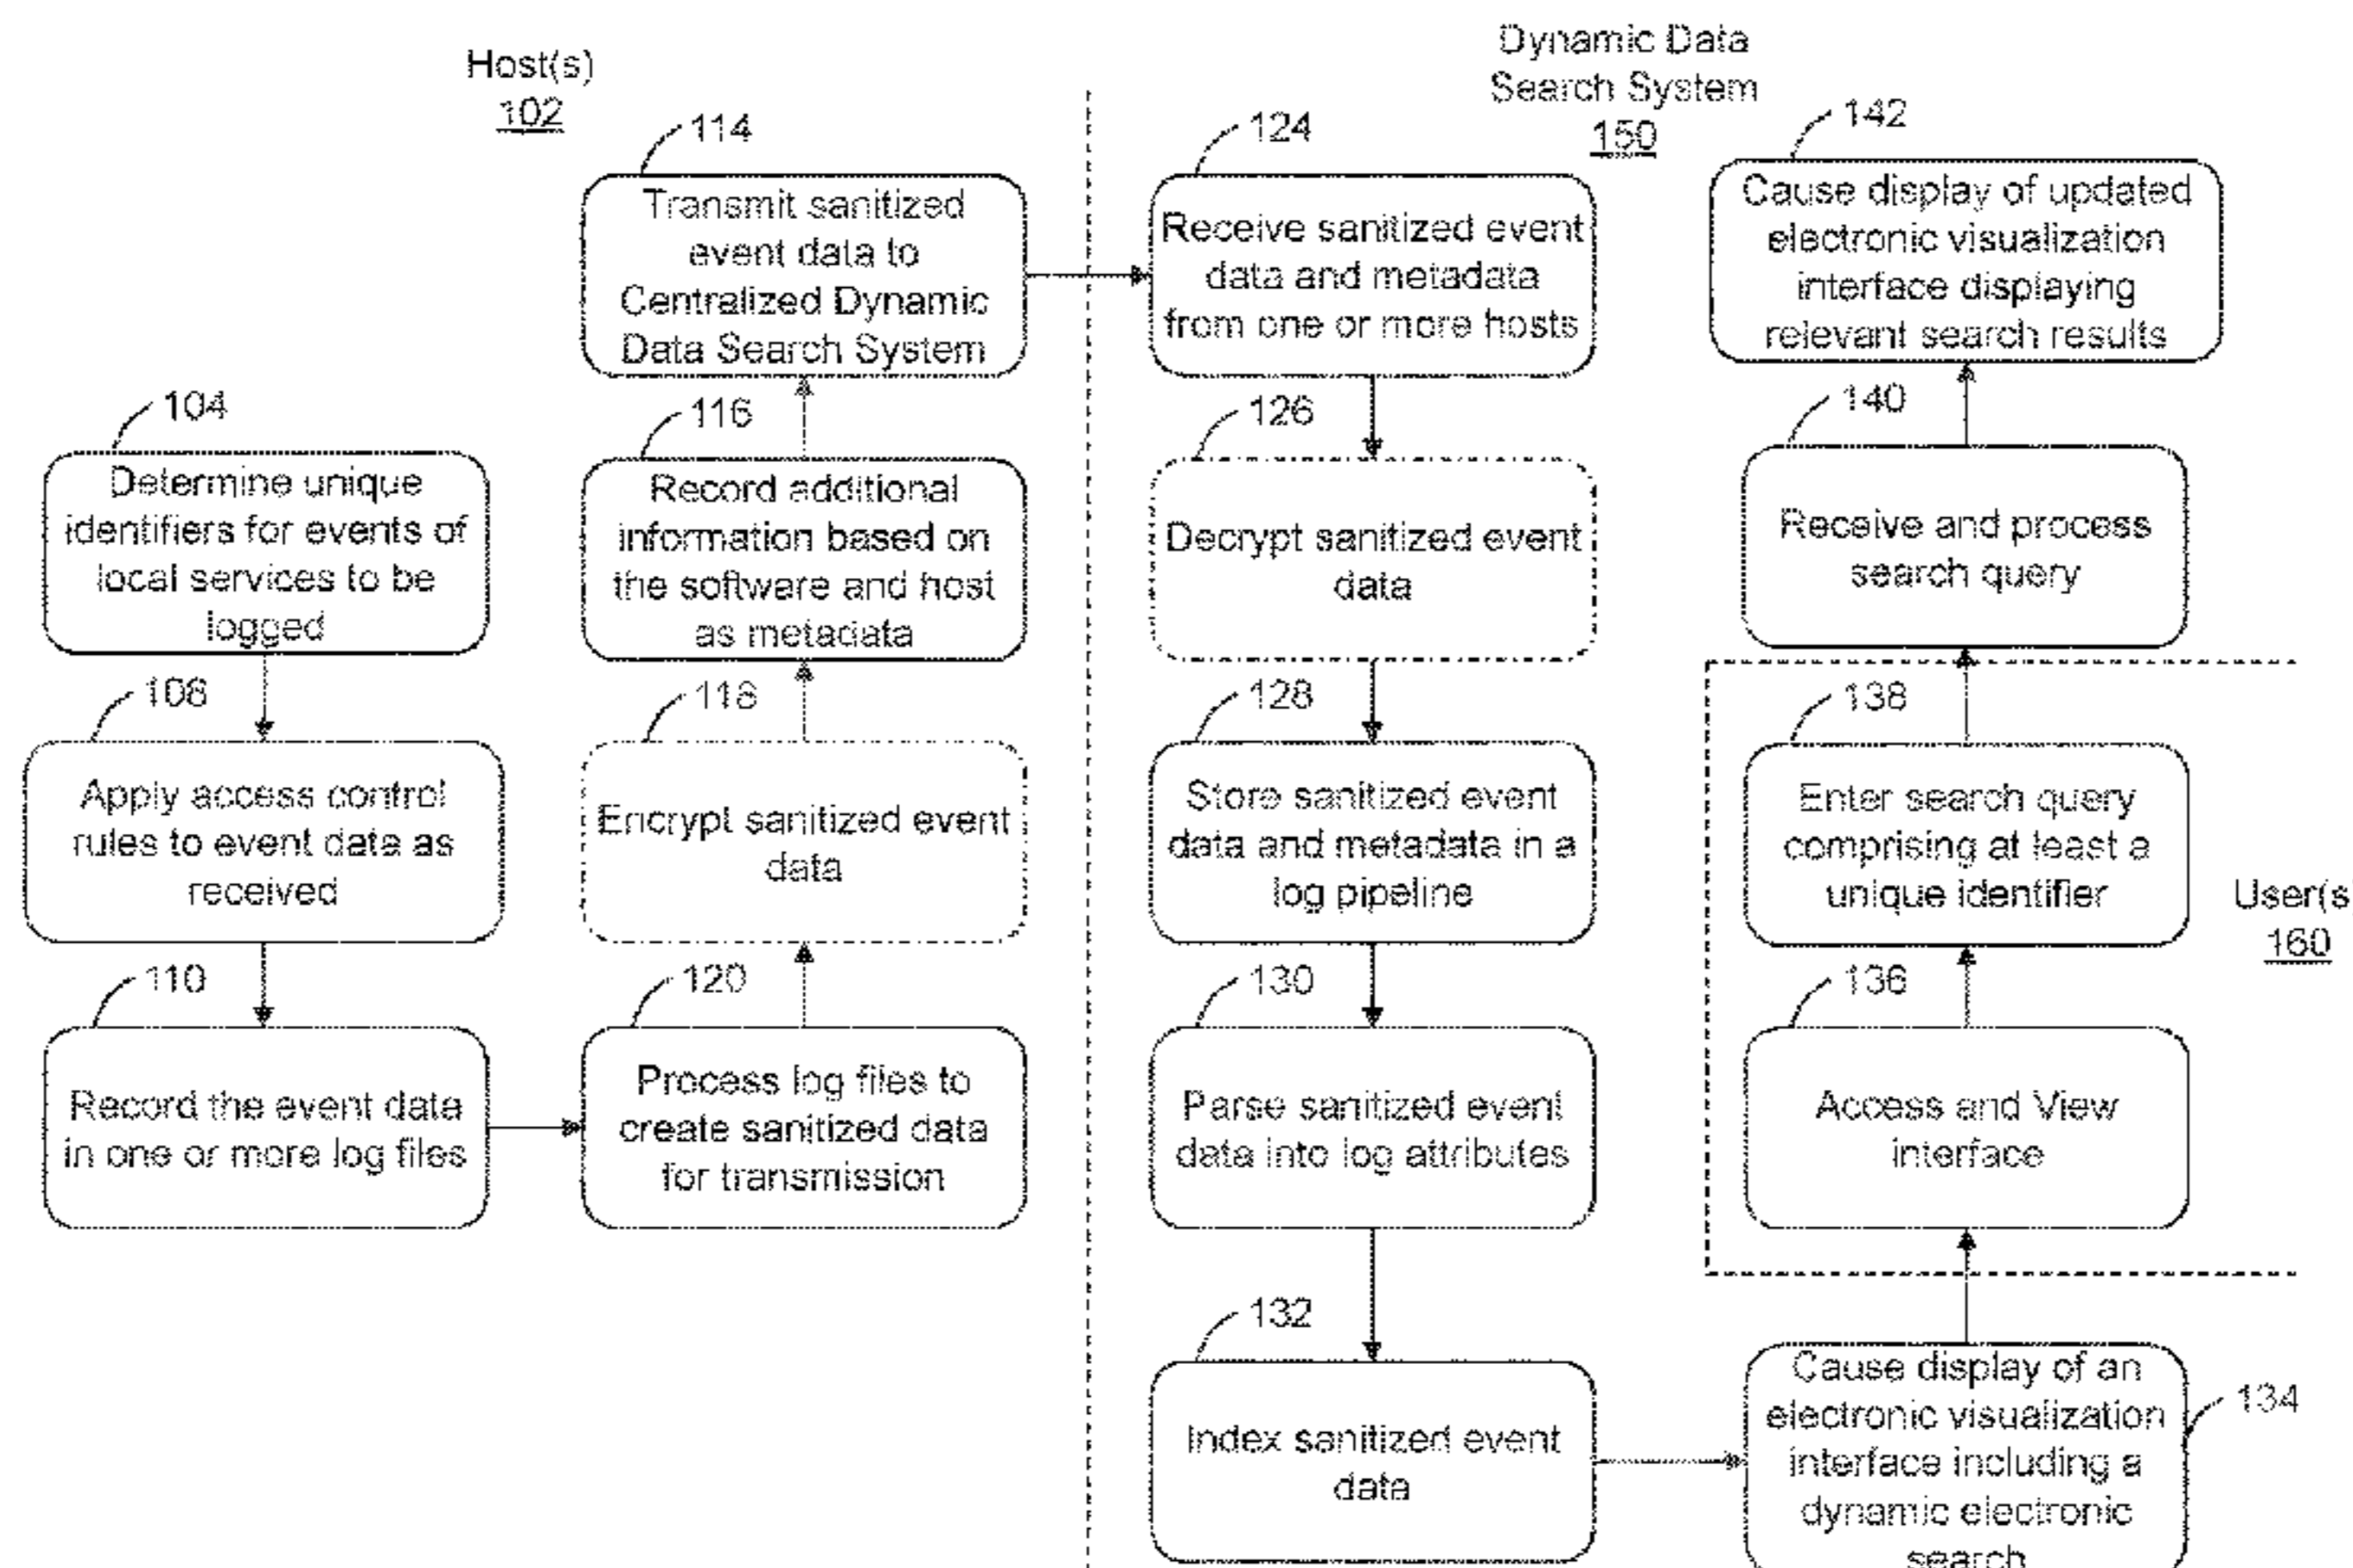 Host(s)
102
Dynamic Data
Search System
150
104
Determine unique
identifiers for events of
local services to be
logged
108
Apply access control
rules to event data as
received
110
Record the event data
in one or more log files
114
Transmit sanitized
event data to
Centralized Dynamic
Data Search System
116
Record additional
information based on
the software and host
as metadata
118
Encrypt sanitized event
data
120
Process log files to
create sanitized data
for transmission
124
Receive sanitized event
data and metadata
from one or more hosts
126
Decrypt sanitized event
data
128
Store sanitized event
data and metadata in a
log pipeline
130
Parse sanitized event
data into log attributes
132
Index sanitized event
data
142
Cause display of updated
electronic visualization
interface displaying
relevant search results
140
Receive and process
search query
138
Enter search query
comprising at least a
unique identifier
User(s)
160
136
Access and View
interface
Cause display of an
electronic visualization
interface including a
dynamic electronic
search
134